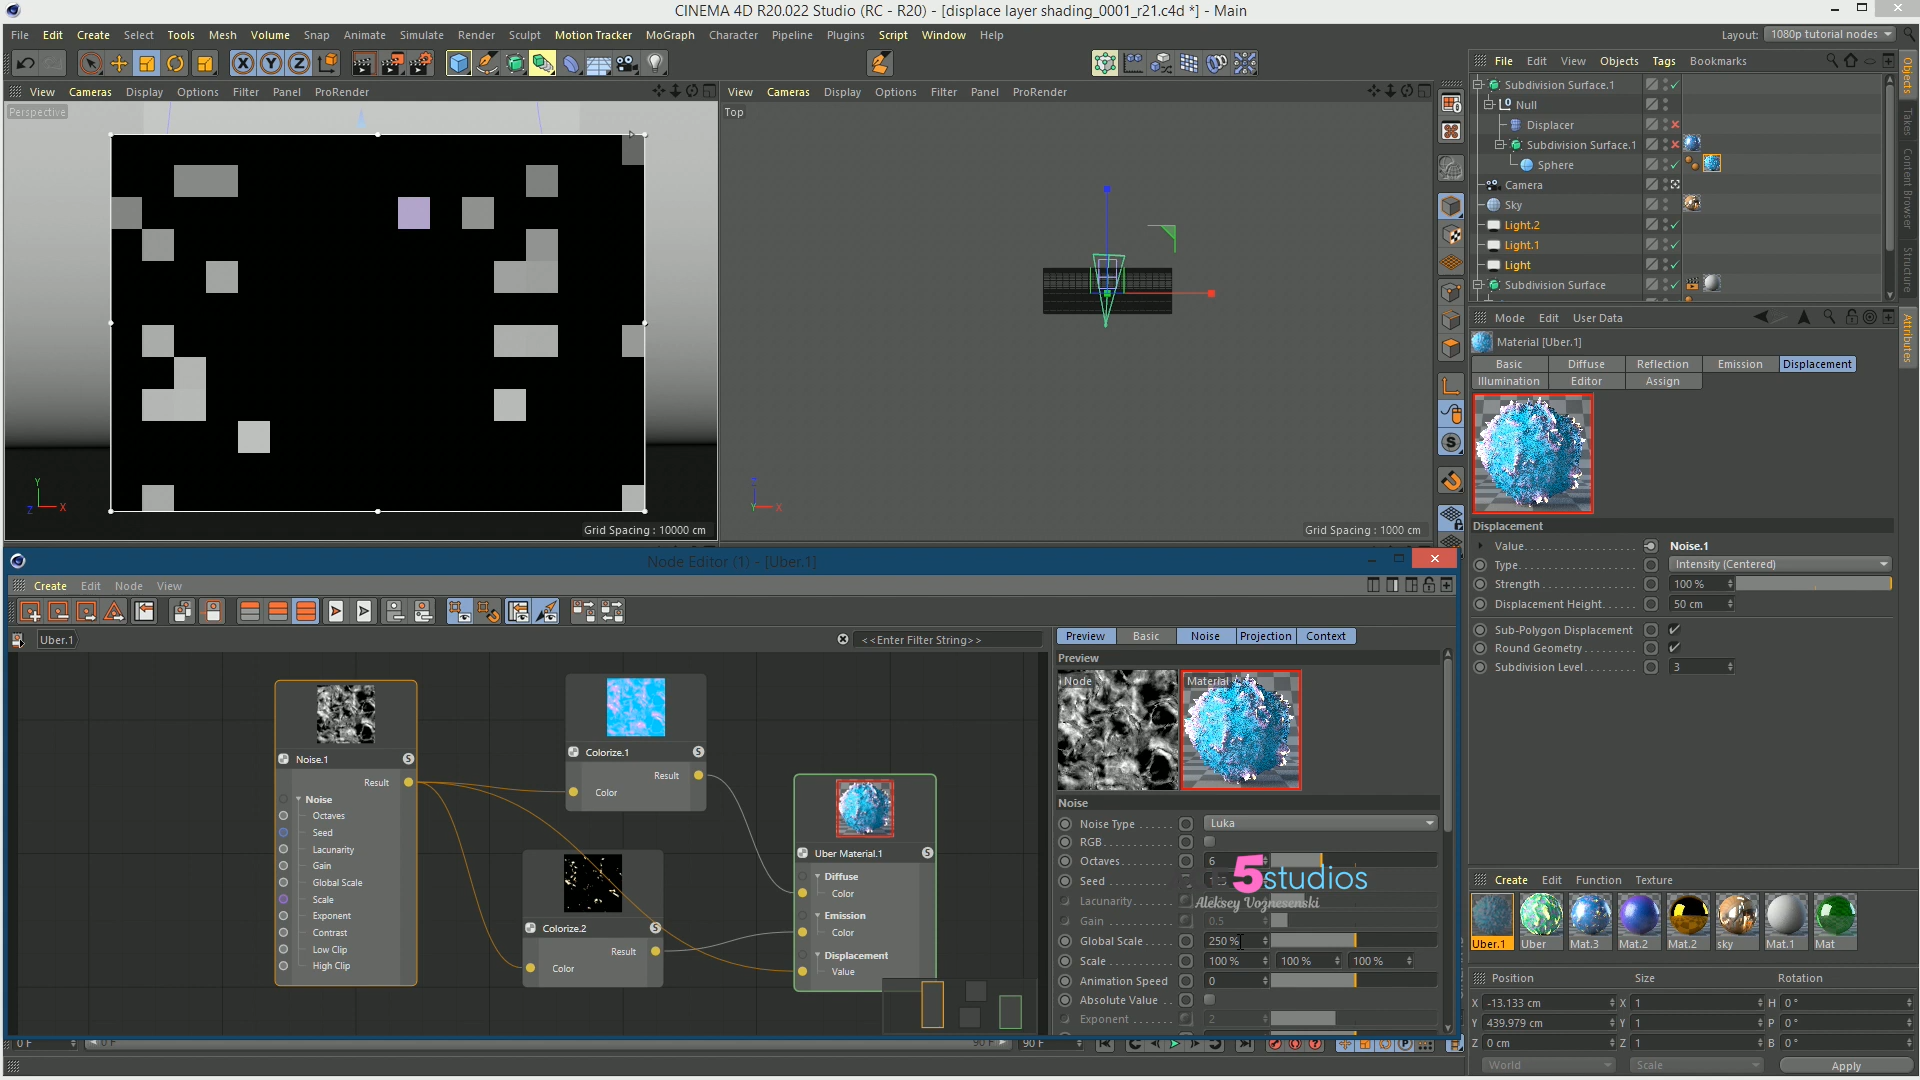 CINEMA 4D R20.022 Studio (RC - R20) - [displace layer shading_0001_r21.c4d *] - Main
File Edit Create Select Tools Mesh Volume Snap Animate Simulate Render Sculpt Motion Tracker MoGraph Character Pipeline Plugins Script Window Help
Layout: 1080p tutorial nodes
View Cameras Display Options Filter Panel ProRender
Perspective
Grid Spacing : 10000 cm
View Cameras Display Options Filter Panel ProRender
Top
Grid Spacing : 1000 cm
File Edit View Objects Tags Bookmarks
Subdivision Surface.1
Null
Displacer
Subdivision Surface.1
Sphere
Camera
Sky
Light.2
Light.1
Light
Subdivision Surface
Objects
Takes
Content Browser
Structure
Attributes
Mode Edit User Data
Material [Uber.1]
Basic Diffuse Reflection Emission Displacement
Illumination Editor Assign
Displacement
Value Noise.1
Type Intensity (Centered)
Strength 100 %
Displacement Height 50 cm
Sub-Polygon Displacement
Round Geometry
Subdivision Level 3
Node Editor (1) - [Uber.1]
Create Edit Node View
Uber.1
<<Enter Filter String>>
Noise.1
Result
Noise
Octaves
Seed
Lacunarity
Gain
Global Scale
Scale
Exponent
Contrast
Low Clip
High Clip
Colorize.1
Result
Color
Colorize.2
Result
Color
Uber Material.1
Diffuse
Color
Emission
Color
Displacement
Value
Preview Basic Noise Projection Context
Preview
Node
Material
Noise
Noise Type Luka
RGB
Octaves 6
Seed
Lacunarity
Gain 0.5
Global Scale 250 %
Scale 100 % 100 % 100 %
Animation Speed 0
Absolute Value
Exponent 2
5studios
Aleksey Voznesenski
Create Edit Function Texture
Uber.1 Uber Mat.3 Mat.2 Mat.2 sky Mat.1 Mat
Position Size Rotation
X -13.133 cm X 1 H 0 °
Y 439.979 cm Y 1 P 0 °
Z 0 cm Z 1 B 0 °
World Scale Apply
0 F 0 F 90 F 90 F